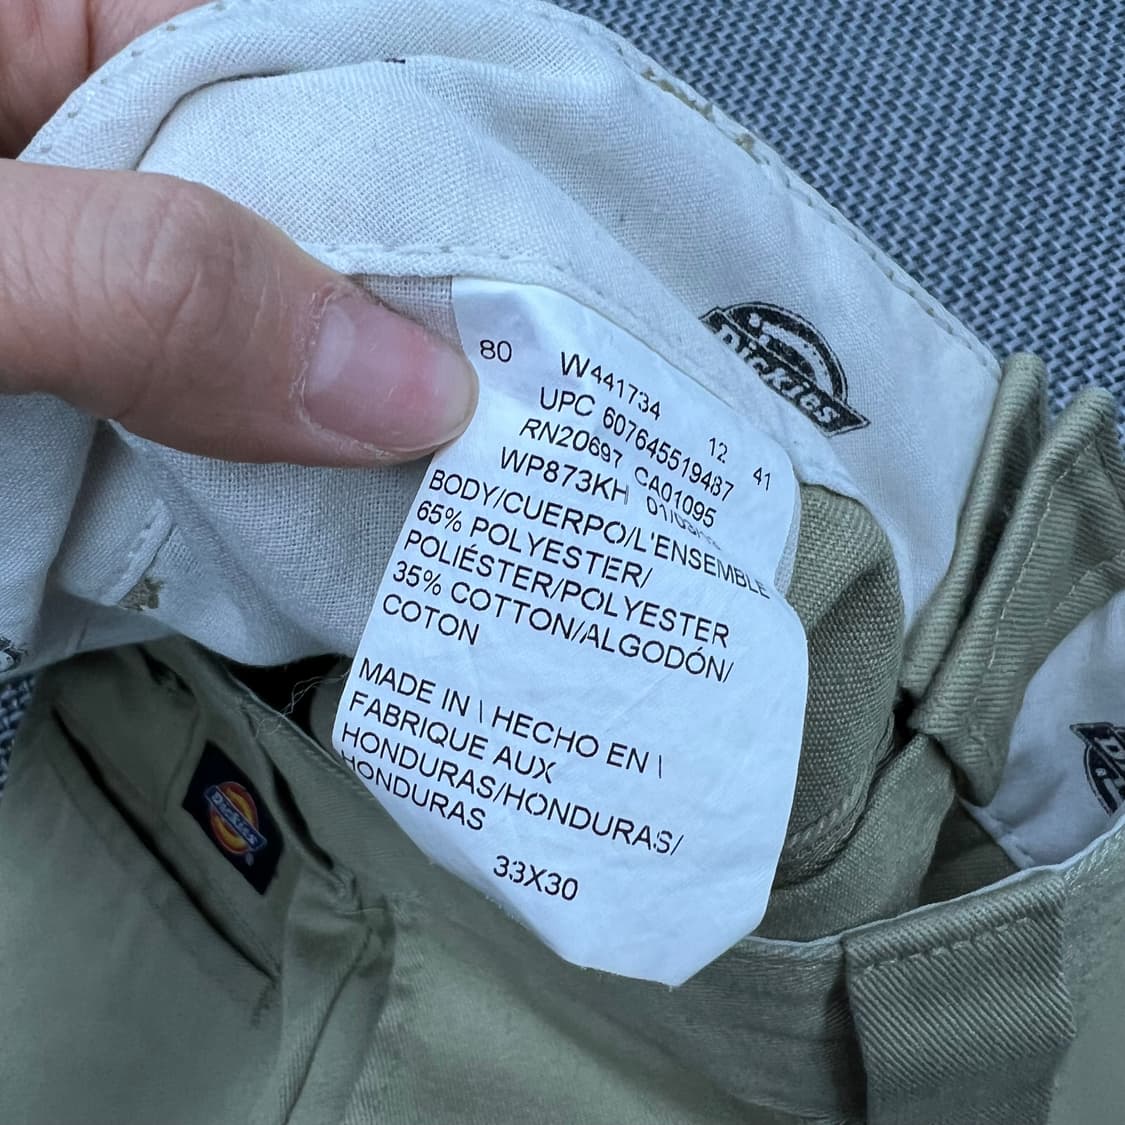 80 W441734 12 41
UPC 607645519487
RN20697 CA01095
WP873KH
BODY/CUERPO/L'ENSEMBLE
65% POLYESTER/
POLIÉSTER/POLYESTER
35% COTTON/ALGODÓN/
COTON
MADE IN \ HECHO EN \
FABRIQUE AUX
HONDURAS/HONDURAS/
HONDURAS
33X30
Dickies
Dickies